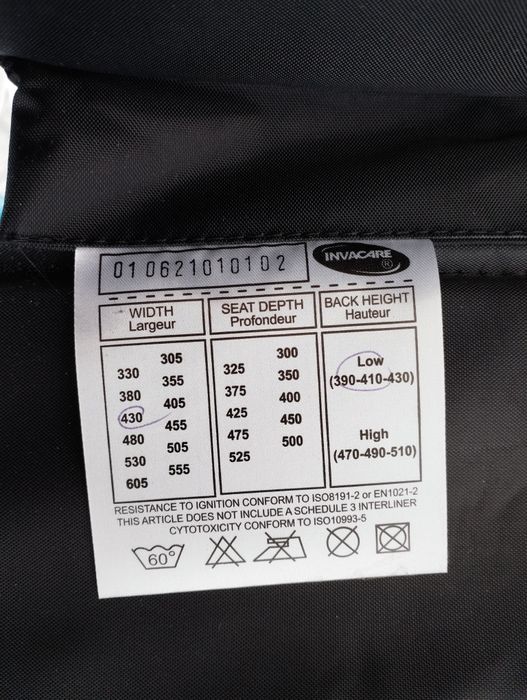 010621010102
INVACARE ®
WIDTH
Largeur
SEAT DEPTH
Profondeur
BACK HEIGHT
Hauteur
305
330
355
380
405
430
455
480
505
530
555
605
300
325
350
375
400
425
450
475
500
525
Low
(390-410-430)
High
(470-490-510)
RESISTANCE TO IGNITION CONFORM TO ISO8191-2 or EN1021-2
THIS ARTICLE DOES NOT INCLUDE A SCHEDULE 3 INTERLINER
CYTOTOXICITY CONFORM TO ISO10993-5
60°